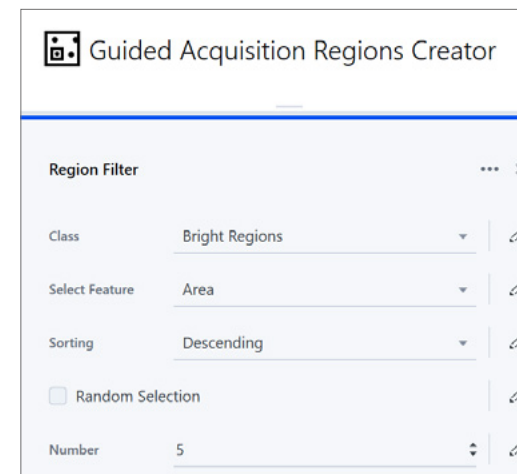 Guided Acquisition Regions Creator
Region Filter
Class Bright Regions
Select Feature Area
Sorting Descending
Random Selection
Number 5